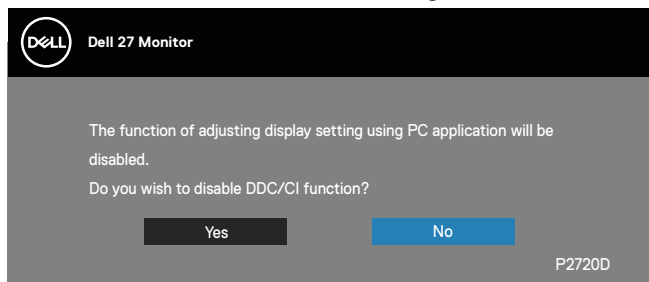 DELL
Dell 27 Monitor
The function of adjusting display setting using PC application will be
disabled.
Do you wish to disable DDC/CI function?
Yes No
P2720D